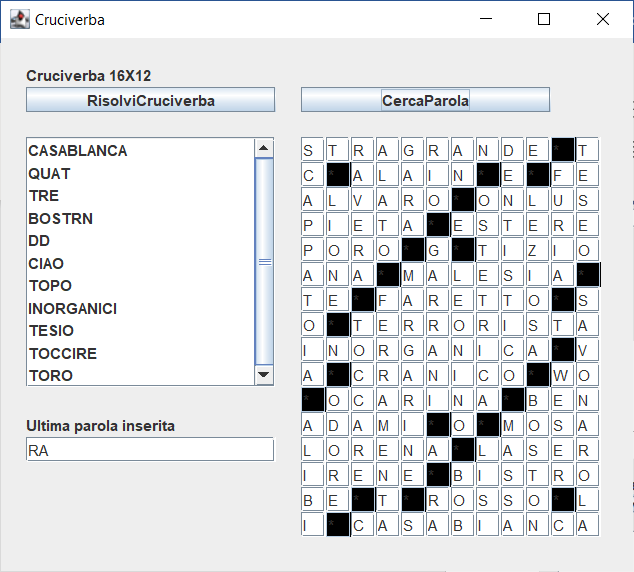 Cruciverba
Cruciverba 16X12
RisolviCruciverba
CercaParola
CASABLANCA
QUAT
TRE
BOSTRN
DD
CIAO
TOPO
INORGANICI
TESIO
TOCCIRE
TORO
Ultima parola inserita
RA
S T R A G R A N D E * T
C * A L A I N * E * F E
A L V A R O * O N L U S
P I E T A * E S T E R E
P O R O * G * T I Z I O
A N A * M A L E S I A *
T E * F A R E T T O * S
O * T E R R O R I S T A
I N O R G A N I C A * V
A * C R A N I C O * W O
* O C A R I N A * B E N
A D A M I * O * M O S A
L O R E N A * L A S E R
I R E N E * B I S T R O
B E * T * R O S S O * L
I * C A S A B I A N C A